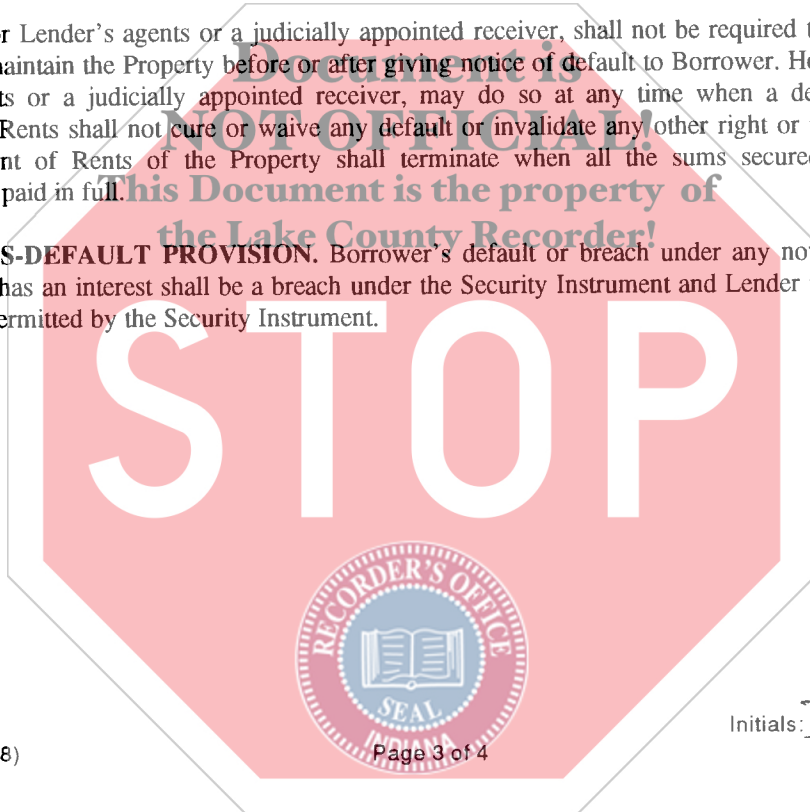 r Lender's agents or a judicially appointed receiver, shall not be required t
aintain the Property before or after giving notice of default to Borrower. He
ts or a judicially appointed receiver, may do so at any time when a de
Rents shall not cure or waive any default or invalidate any other right or
nt of Rents of the Property shall terminate when all the sums secured
paid in full.
Document is
NOT OFFICIAL!
This Document is the property of
the Lake County Recorder!
S-DEFAULT PROVISION. Borrower's default or breach under any no
has an interest shall be a breach under the Security Instrument and Lender
ermitted by the Security Instrument.
STOP
RECORDER'S OFFICE
SEAL
INDIANA
Initials:
8)
Page 3 of 4